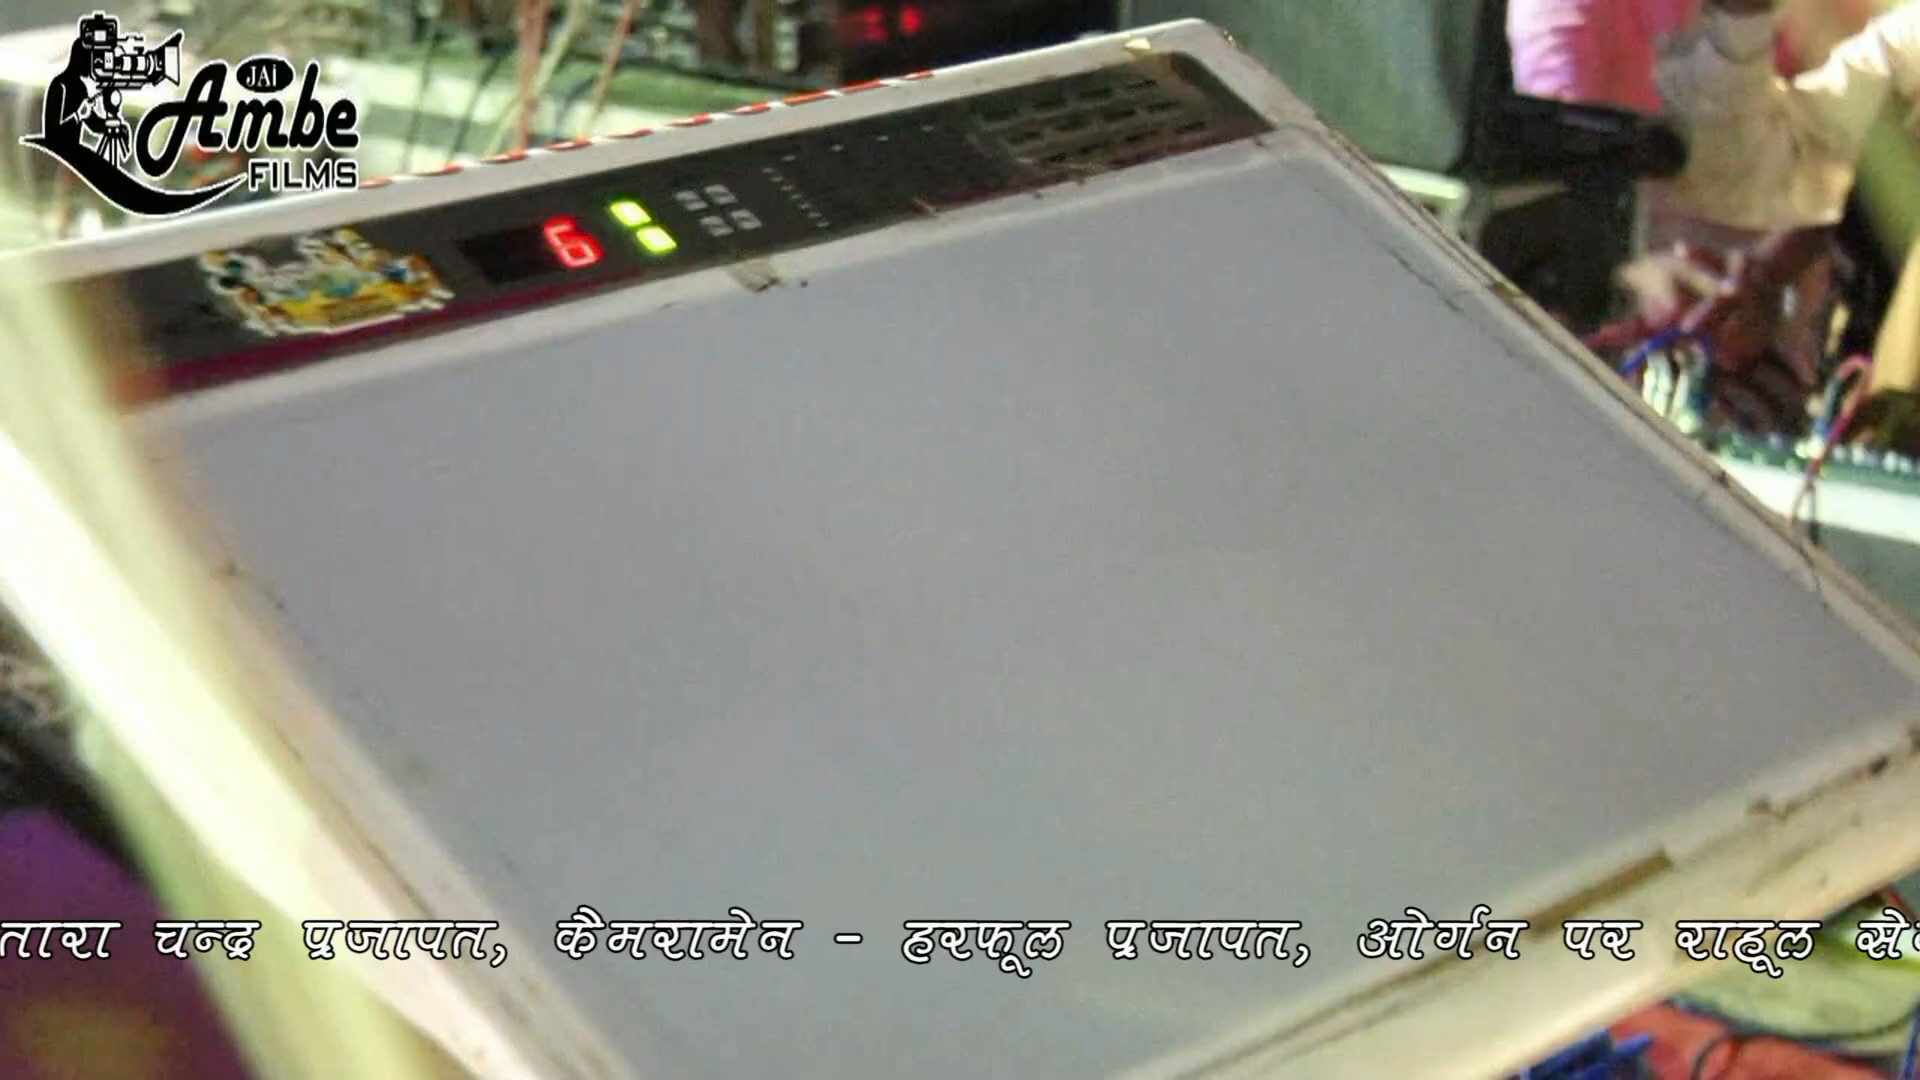 JAI
Ambe
FILMS
6
तारा चन्द्र प्रजापत, कैमरामेन - हरफूल प्रजापत, ओर्गन पर राहूल